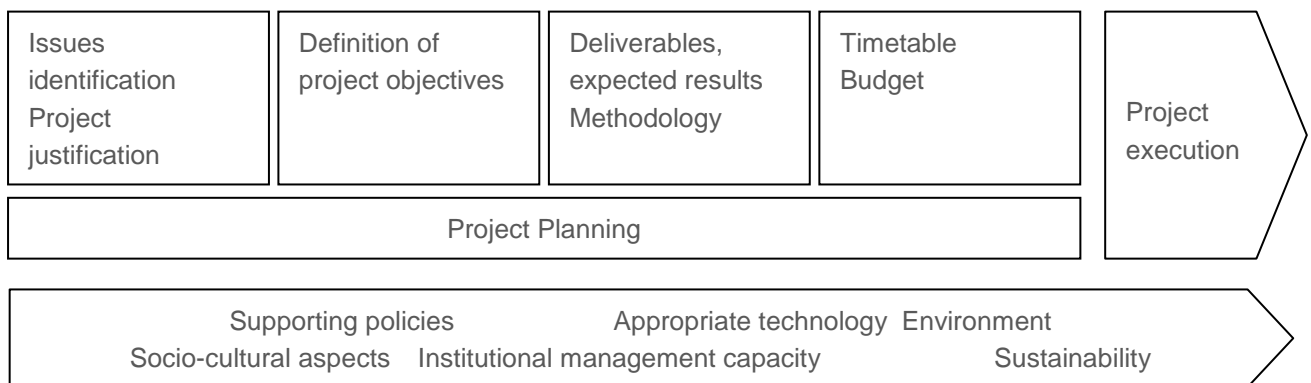 Issues
identification
Project
justification
Definition of
project objectives
Deliverables,
expected results
Methodology
Timetable
Budget
Project
execution
Project Planning
Supporting policies Appropriate technology Environment
Socio-cultural aspects Institutional management capacity Sustainability